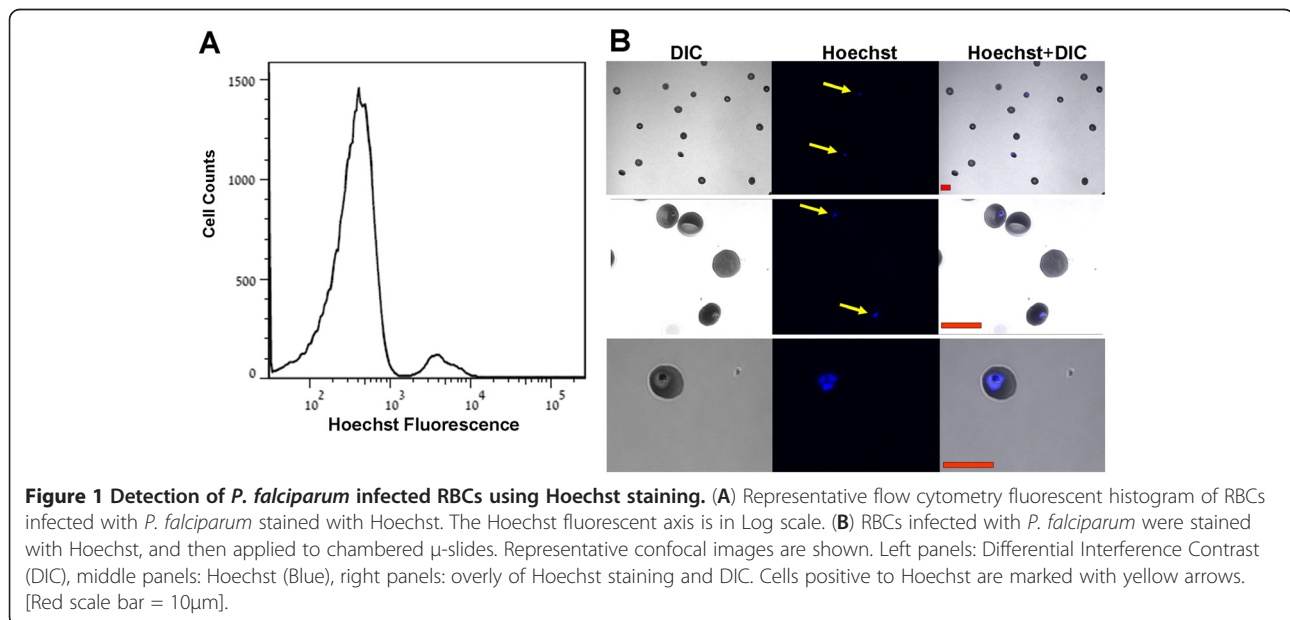 A
B
DIC Hoechst Hoechst+DIC
1500
1000
500
0
Cell Counts
10^2 10^3 10^4 10^5
Hoechst Fluorescence
Figure 1 Detection of P. falciparum infected RBCs using Hoechst staining. (A) Representative flow cytometry fluorescent histogram of RBCs
infected with P. falciparum stained with Hoechst. The Hoechst fluorescent axis is in Log scale. (B) RBCs infected with P. falciparum were stained
with Hoechst, and then applied to chambered μ-slides. Representative confocal images are shown. Left panels: Differential Interference Contrast
(DIC), middle panels: Hoechst (Blue), right panels: overly of Hoechst staining and DIC. Cells positive to Hoechst are marked with yellow arrows.
[Red scale bar = 10μm].